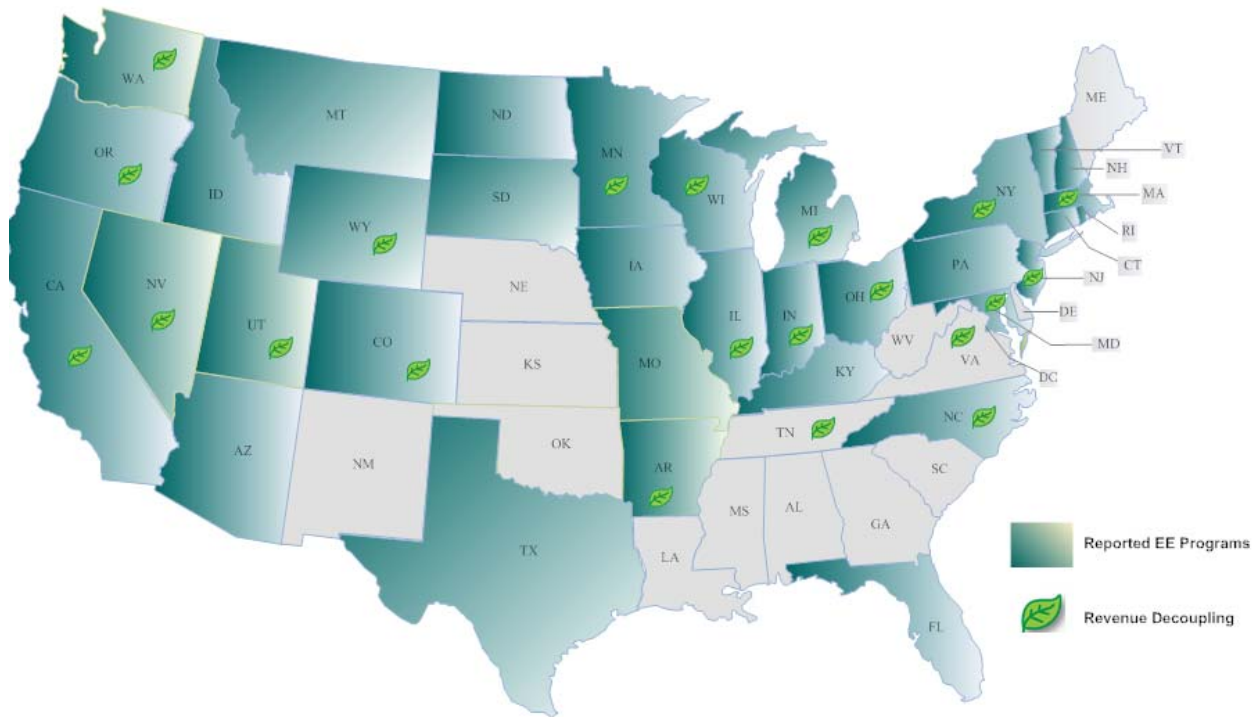 ME
WA
MT
ND
VT
OR
MN
NH
ID
SD
WI
NY
MA
WY
MI
RI
IA
PA
CT
CA
NV
NE
NJ
UT
IL
IN
OH
DE
CO
WV
MD
KS
MO
KY
VA
DC
NC
TN
OK
AZ
NM
AR
SC
MS
AL
GA
TX
LA
Reported EE Programs
FL
Revenue Decoupling